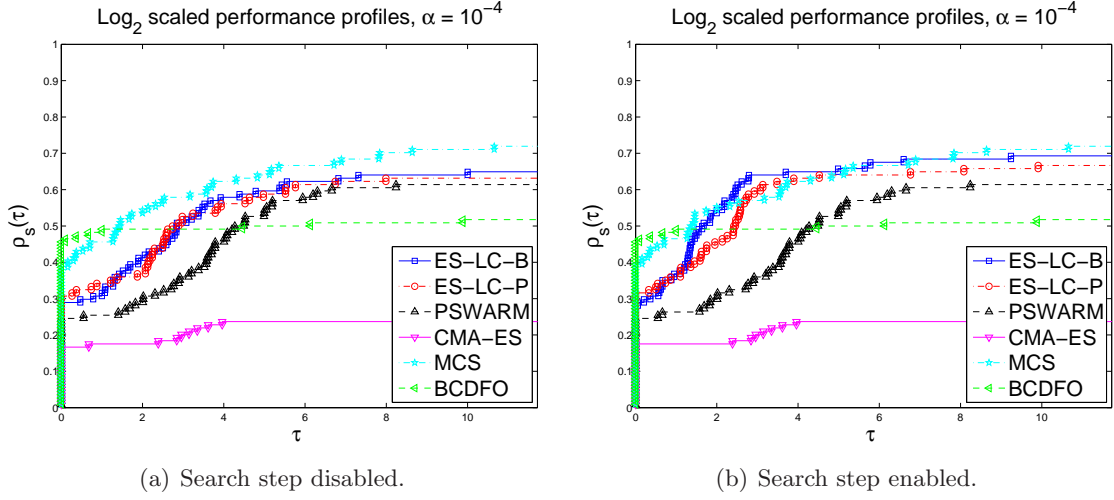 Log2 scaled performance profiles, α = 10−4
1
0.9
0.8
0.7
0.6
0.5
0.4
0.3
0.2
0.1
0
ρs(τ)
ES−LC−B
ES−LC−P
PSWARM
CMA−ES
MCS
BCDFO
0 2 4 6 8 10
τ
(a) Search step disabled.
Log2 scaled performance profiles, α = 10−4
1
0.9
0.8
0.7
0.6
0.5
0.4
0.3
0.2
0.1
0
ρs(τ)
ES−LC−B
ES−LC−P
PSWARM
CMA−ES
MCS
BCDFO
0 2 4 6 8 10
τ
(b) Search step enabled.